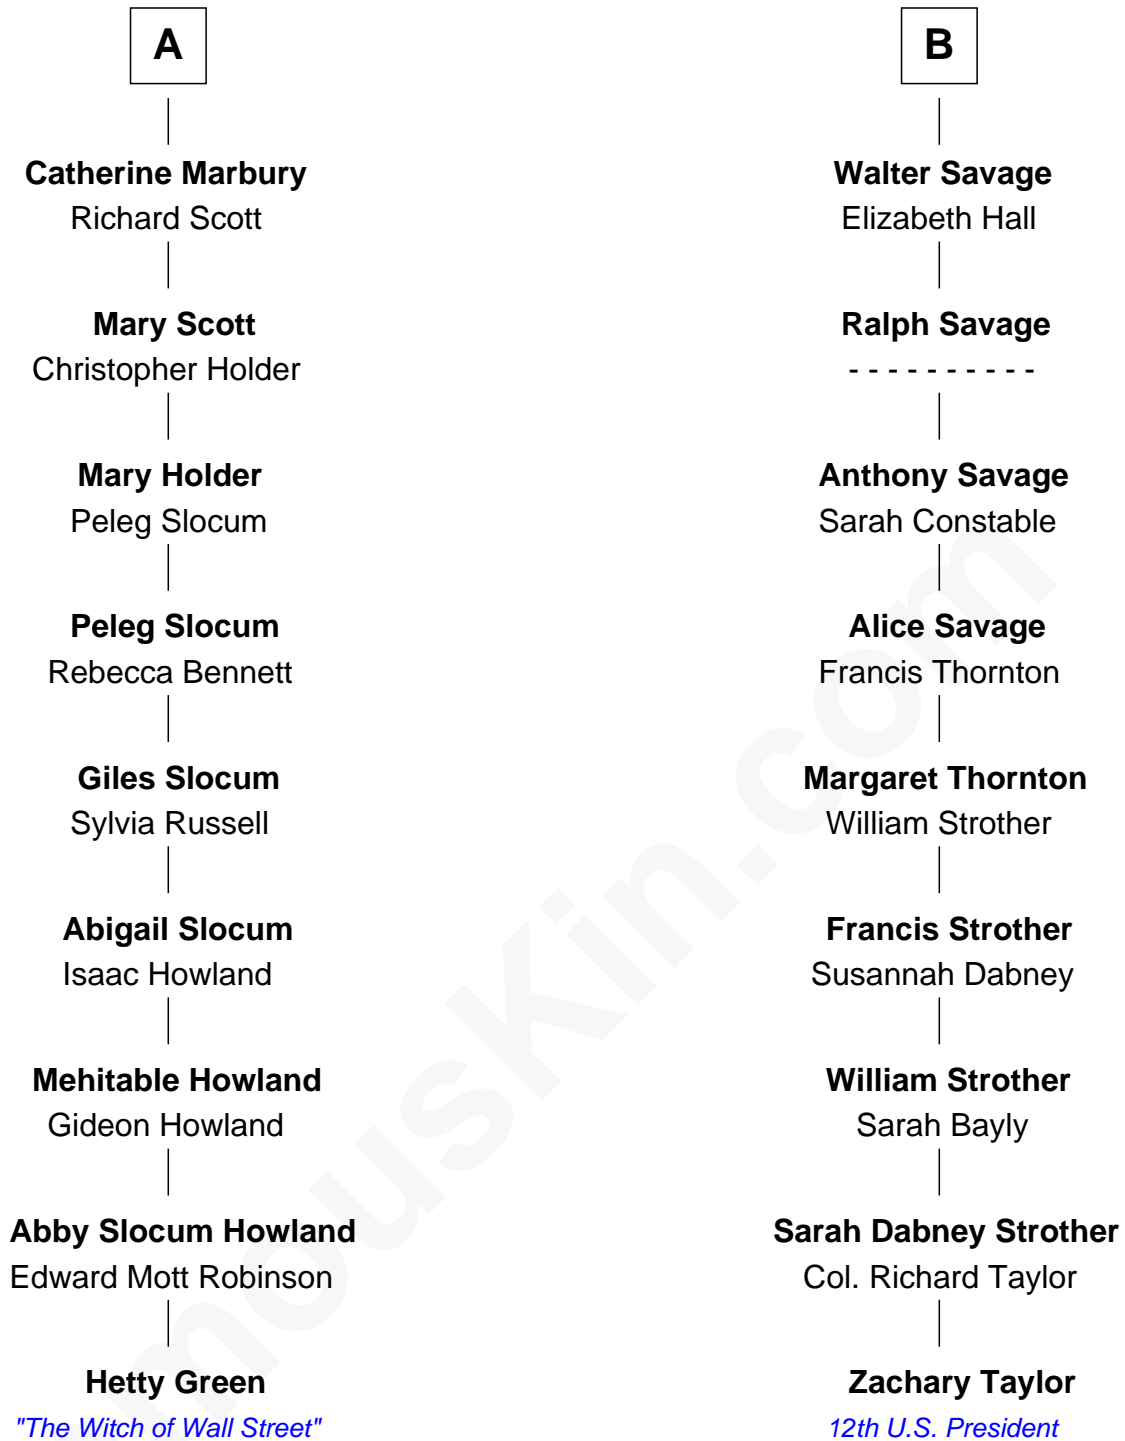 A
Catherine Marbury
Richard Scott
Mary Scott
Christopher Holder
Mary Holder
Peleg Slocum
Peleg Slocum
Rebecca Bennett
Giles Slocum
Sylvia Russell
Abigail Slocum
Isaac Howland
Mehitable Howland
Gideon Howland
Abby Slocum Howland
Edward Mott Robinson
Hetty Green
"The Witch of Wall Street"
B
Walter Savage
Elizabeth Hall
Ralph Savage
- - - - - - - - - -
Anthony Savage
Sarah Constable
Alice Savage
Francis Thornton
Margaret Thornton
William Strother
Francis Strother
Susannah Dabney
William Strother
Sarah Bayly
Sarah Dabney Strother
Col. Richard Taylor
Zachary Taylor
12th U.S. President
mousKin.com